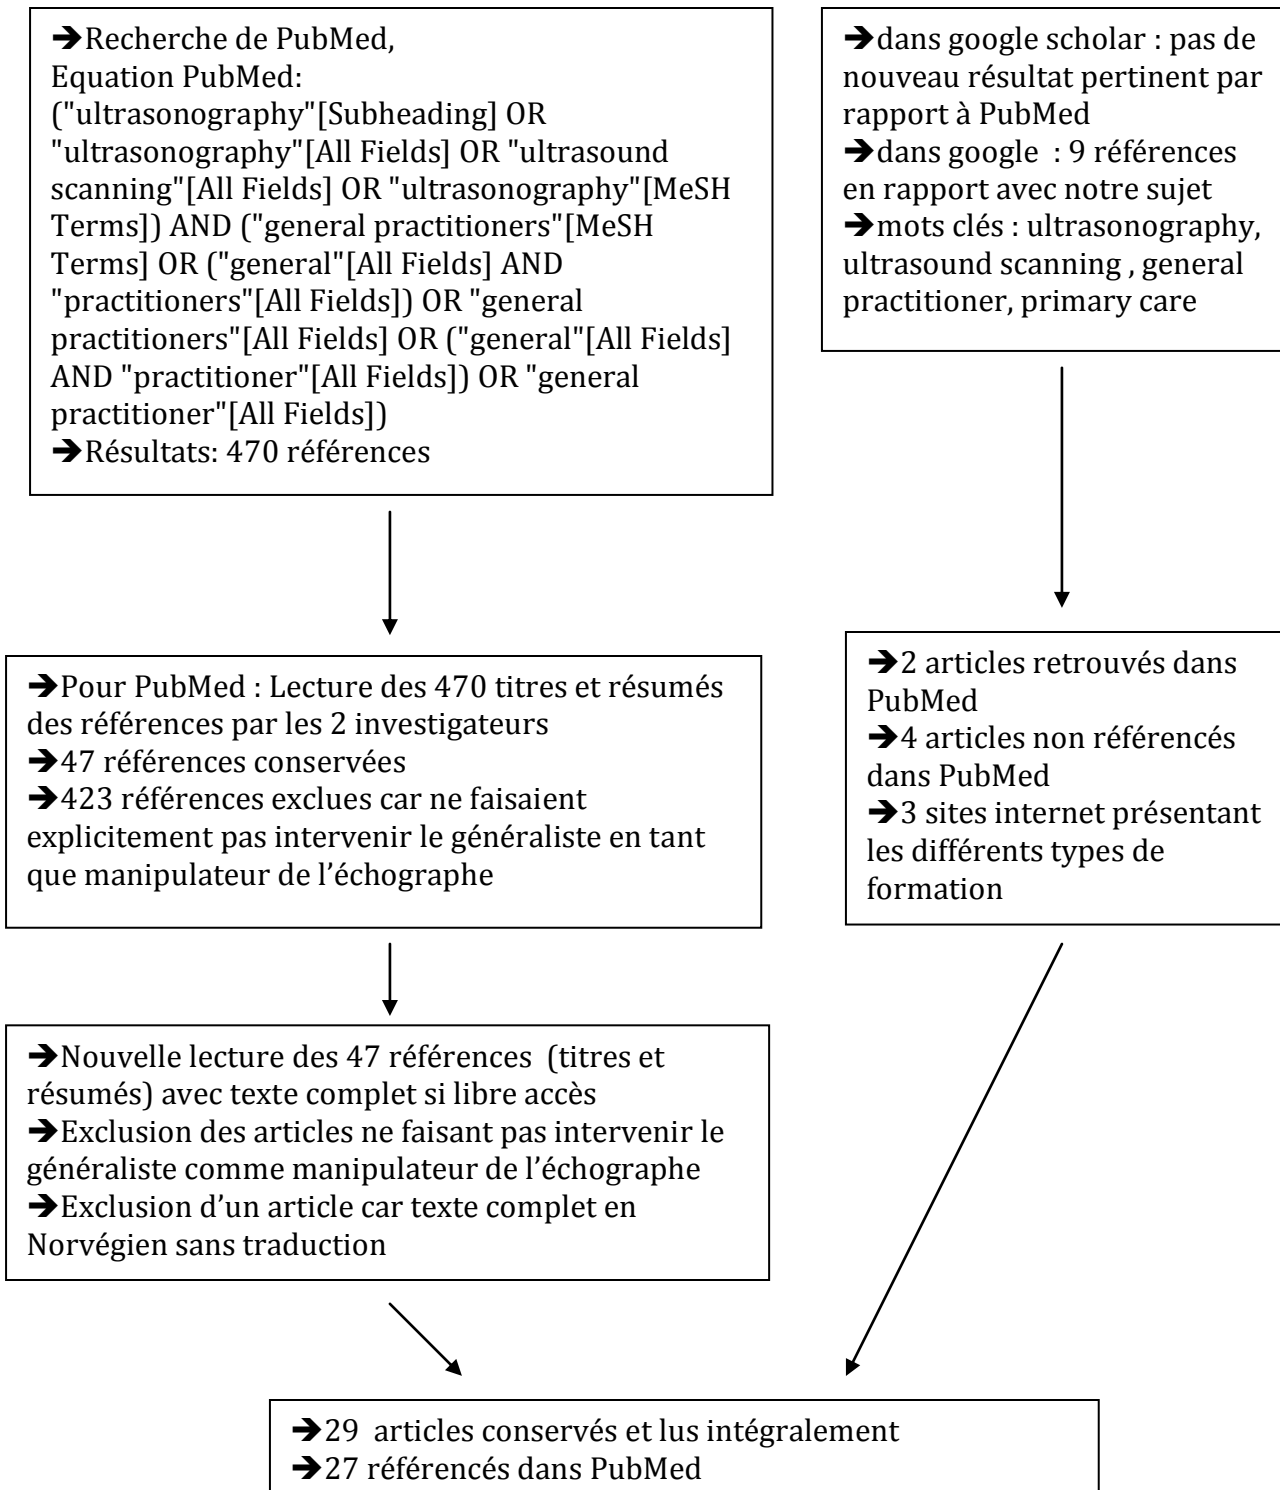 ➔Recherche de PubMed,
Equation PubMed:
("ultrasonography"[Subheading] OR
"ultrasonography"[All Fields] OR "ultrasound
scanning"[All Fields] OR "ultrasonography"[MeSH
Terms]) AND ("general practitioners"[MeSH
Terms] OR ("general"[All Fields] AND
"practitioners"[All Fields]) OR "general
practitioners"[All Fields] OR ("general"[All Fields]
AND "practitioner"[All Fields]) OR "general
practitioner"[All Fields])
➔Résultats: 470 références
➔dans google scholar : pas de
nouveau résultat pertinent par
rapport à PubMed
➔dans google  : 9 références
en rapport avec notre sujet
➔mots clés : ultrasonography,
ultrasound scanning , general
practitioner, primary care
➔Pour PubMed : Lecture des 470 titres et résumés
des références par les 2 investigateurs
➔47 références conservées
➔423 références exclues car ne faisaient
explicitement pas intervenir le généraliste en tant
que manipulateur de l’échographe
➔2 articles retrouvés dans
PubMed
➔4 articles non référencés
dans PubMed
➔3 sites internet présentant
les différents types de
formation
➔Nouvelle lecture des 47 références  (titres et
résumés) avec texte complet si libre accès
➔Exclusion des articles ne faisant pas intervenir le
généraliste comme manipulateur de l’échographe
➔Exclusion d’un article car texte complet en
Norvégien sans traduction
➔29  articles conservés et lus intégralement
➔27 référencés dans PubMed